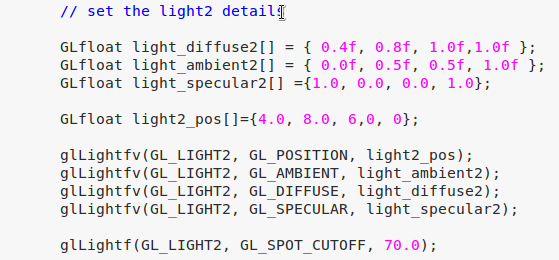 // set the light2 details
GLfloat light_diffuse2[] = { 0.4f, 0.8f, 1.0f,1.0f };
GLfloat light_ambient2[] = { 0.0f, 0.5f, 0.5f, 1.0f };
GLfloat light_specular2[] ={1.0, 0.0, 0.0, 1.0};
GLfloat light2_pos[]={4.0, 8.0, 6,0, 0};
glLightfv(GL_LIGHT2, GL_POSITION, light2_pos);
glLightfv(GL_LIGHT2, GL_AMBIENT, light_ambient2);
glLightfv(GL_LIGHT2, GL_DIFFUSE, light_diffuse2);
glLightfv(GL_LIGHT2, GL_SPECULAR, light_specular2);
glLightf(GL_LIGHT2, GL_SPOT_CUTOFF, 70.0);